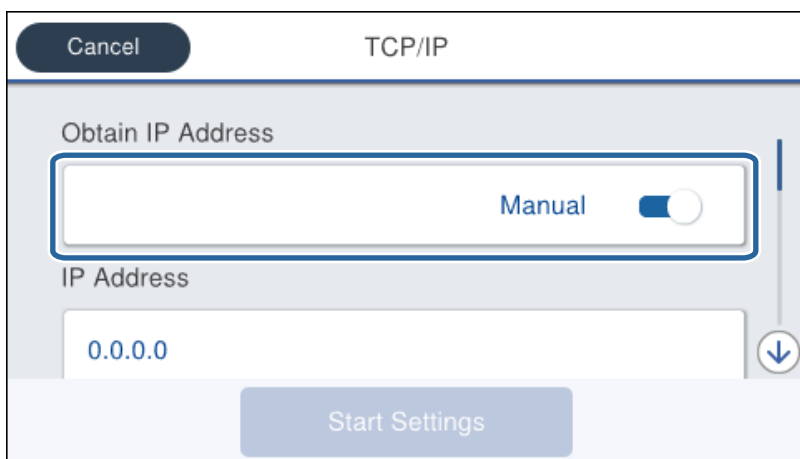 Cancel
TCP/IP
Obtain IP Address
Manual
IP Address
0.0.0.0
Start Settings